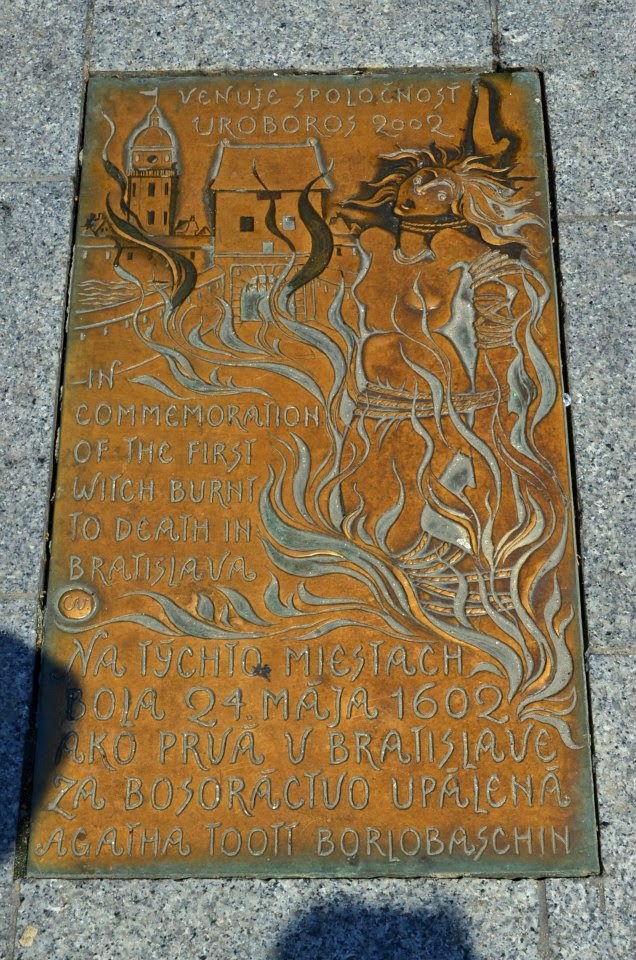 VENUJE SPOLOČNOSŤ
UROBOROS 2002
IN
COMMEMORATION
OF THE FIRST
WITCH BURNT
TO DEATH IN
BRATISLAVA
NA TÝCHTO MIESTACH
BOLA 24. MÁJA 1602
AKO PRVÁ V BRATISLAVE
ZA BOSORÁCTVO UPÁLENÁ
AGATHA TOOTT BORLOBASCHIN